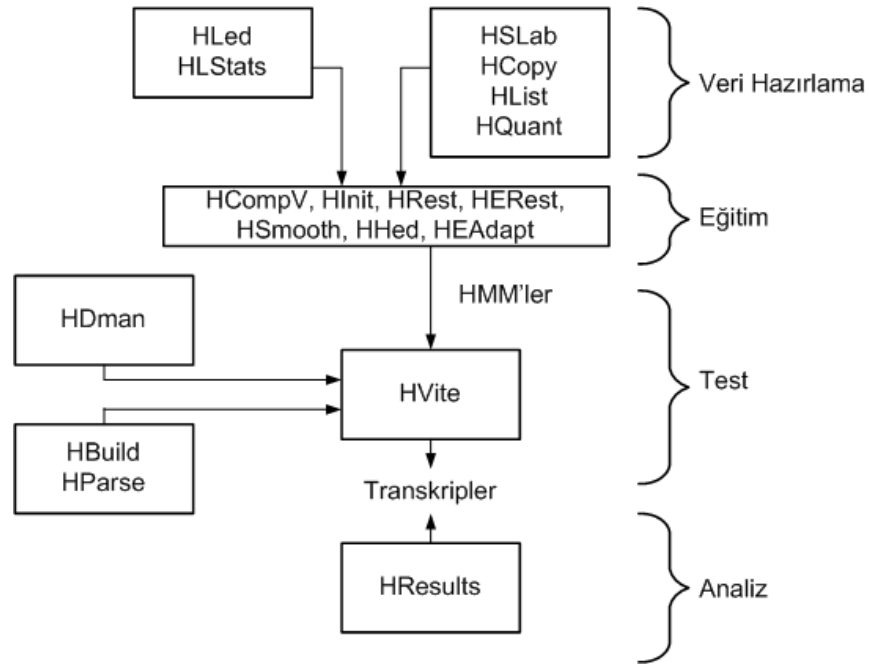 HLed
HLStats
HSLab
HCopy
HList
HQuant
Veri Hazırlama
HCompV, HInit, HRest, HERest,
HSmooth, HHed, HEAdapt
Eğitim
HMM’ler
HDman
HVite
Test
HBuild
HParse
Transkripler
HResults
Analiz